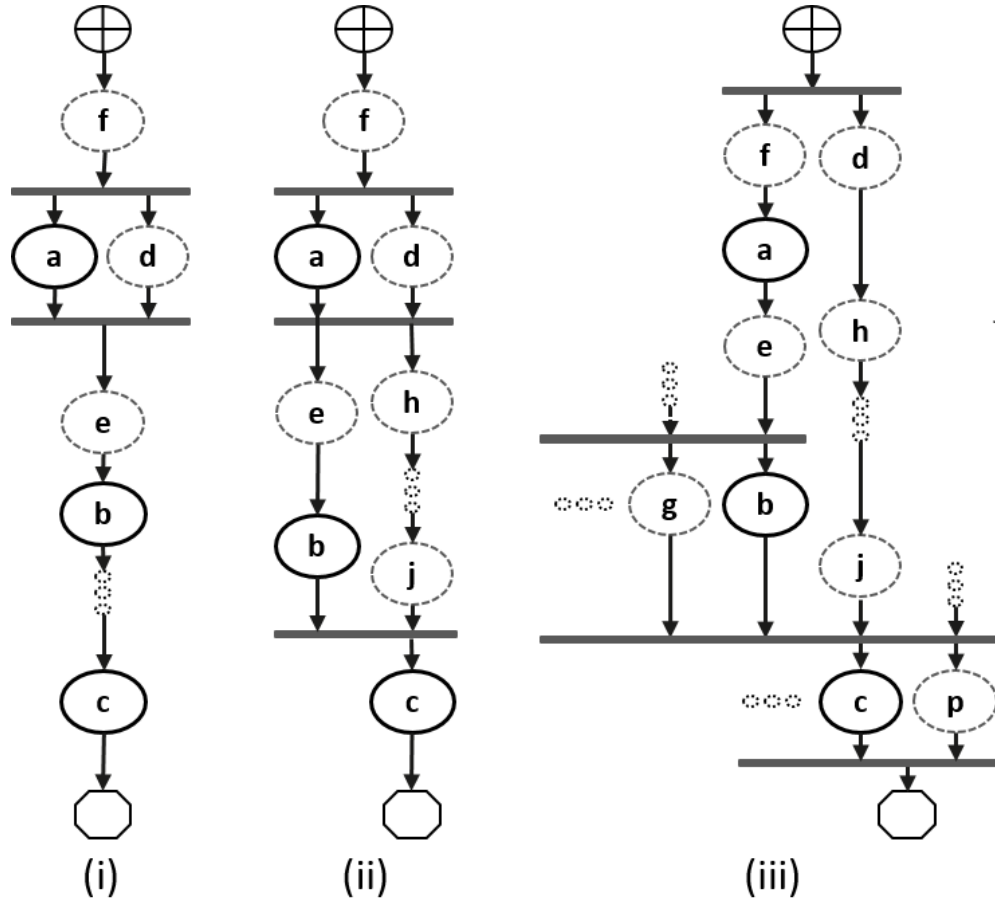 f f
f d
a d a d a
h
e
e h
e
b
g b
b
j
j
c c c p
(i) (ii) (iii)